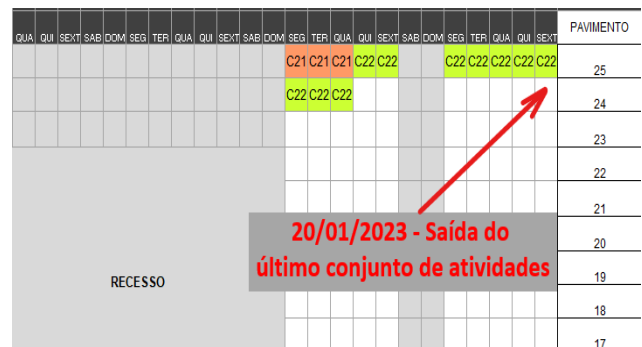 QUA QUI SEXT SAB DOM SEG TER QUA QUI SEXT SAB DOM SEG TER QUA QUI SEXT SAB DOM SEG TER QUA QUI SEXT PAVIMENTO
C21 C21 C21 C22 C22 C22 C22 C22 C22 C22 25
C22 C22 C22 24
23
22
21
20/01/2023 - Saída do
20
último conjunto de atividades
RECESSO 19
18
17